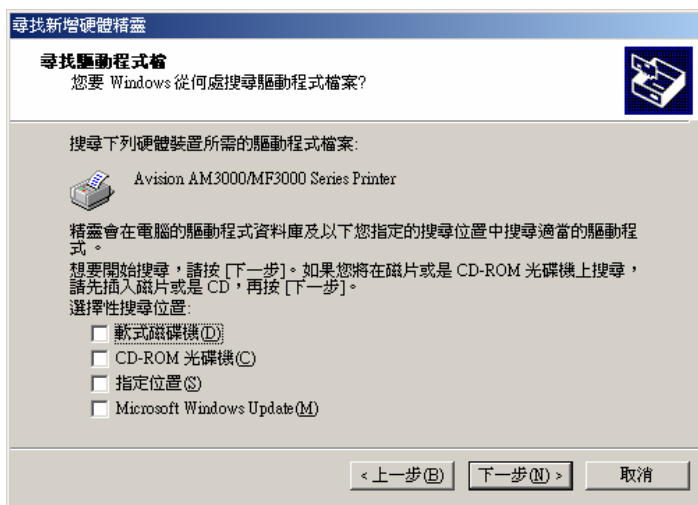 尋找新增硬體精靈
尋找驅動程式檔
您要 Windows 從何處搜尋驅動程式檔案?
搜尋下列硬體裝置所需的驅動程式檔案:
Avision AM3000/MF3000 Series Printer
精靈會在電腦的驅動程式資料庫及以下您指定的搜尋位置中搜尋適當的驅動程
式。
想要開始搜尋，請按 [下一步]。如果您將在磁片或是 CD-ROM 光碟機上搜尋，
請先插入磁片或是 CD，再按 [下一步]。
選擇性搜尋位置:
軟式磁碟機(D)
CD-ROM 光碟機(C)
指定位置(S)
Microsoft Windows Update(M)
< 上一步(B) 下一步(N) > 取消